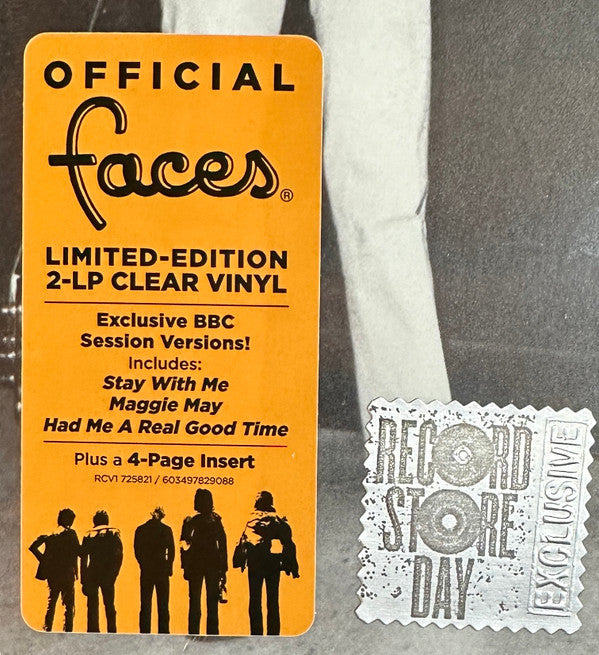 OFFICIAL
faces®
LIMITED-EDITION
2-LP CLEAR VINYL
Exclusive BBC
Session Versions!
Includes:
Stay With Me
Maggie May
Had Me A Real Good Time
Plus a 4-Page Insert
RCV1 725821 / 603497829088
RECORD
STORE
DAY
EXCLUSIVE